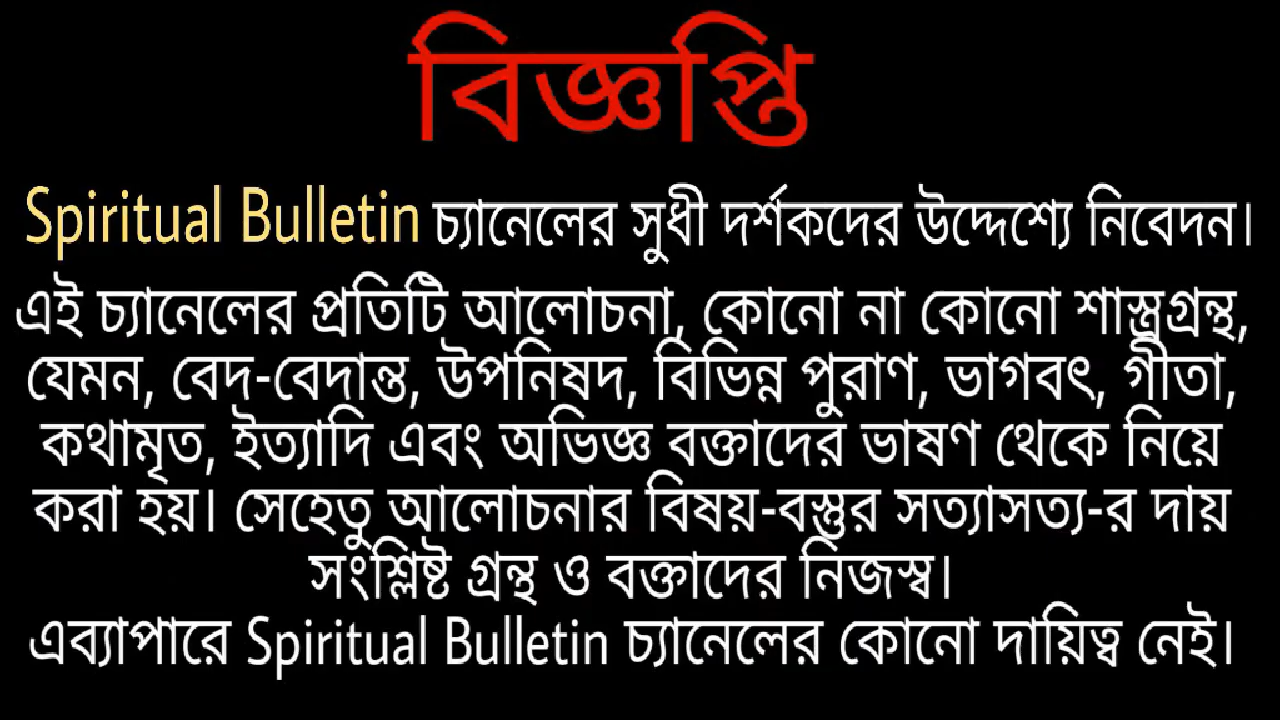 বিজ্ঞপ্তি
Spiritual Bulletin চ্যানেলের সুধী দর্শকদের উদ্দেশ্যে নিবেদন।
এই চ্যানেলের প্রতিটি আলোচনা, কোনো না কোনো শাস্ত্রগ্রন্থ,
যেমন, বেদ-বেদান্ত, উপনিষদ, বিভিন্ন পুরাণ, ভাগবৎ, গীতা,
কথামৃত, ইত্যাদি এবং অভিজ্ঞ বক্তাদের ভাষণ থেকে নিয়ে
করা হয়। সেহেতু আলোচনার বিষয়-বস্তুর সত্যাসত্য-র দায়
সংশ্লিষ্ট গ্রন্থ ও বক্তাদের নিজস্ব।
এব্যাপারে Spiritual Bulletin চ্যানেলের কোনো দায়িত্ব নেই।